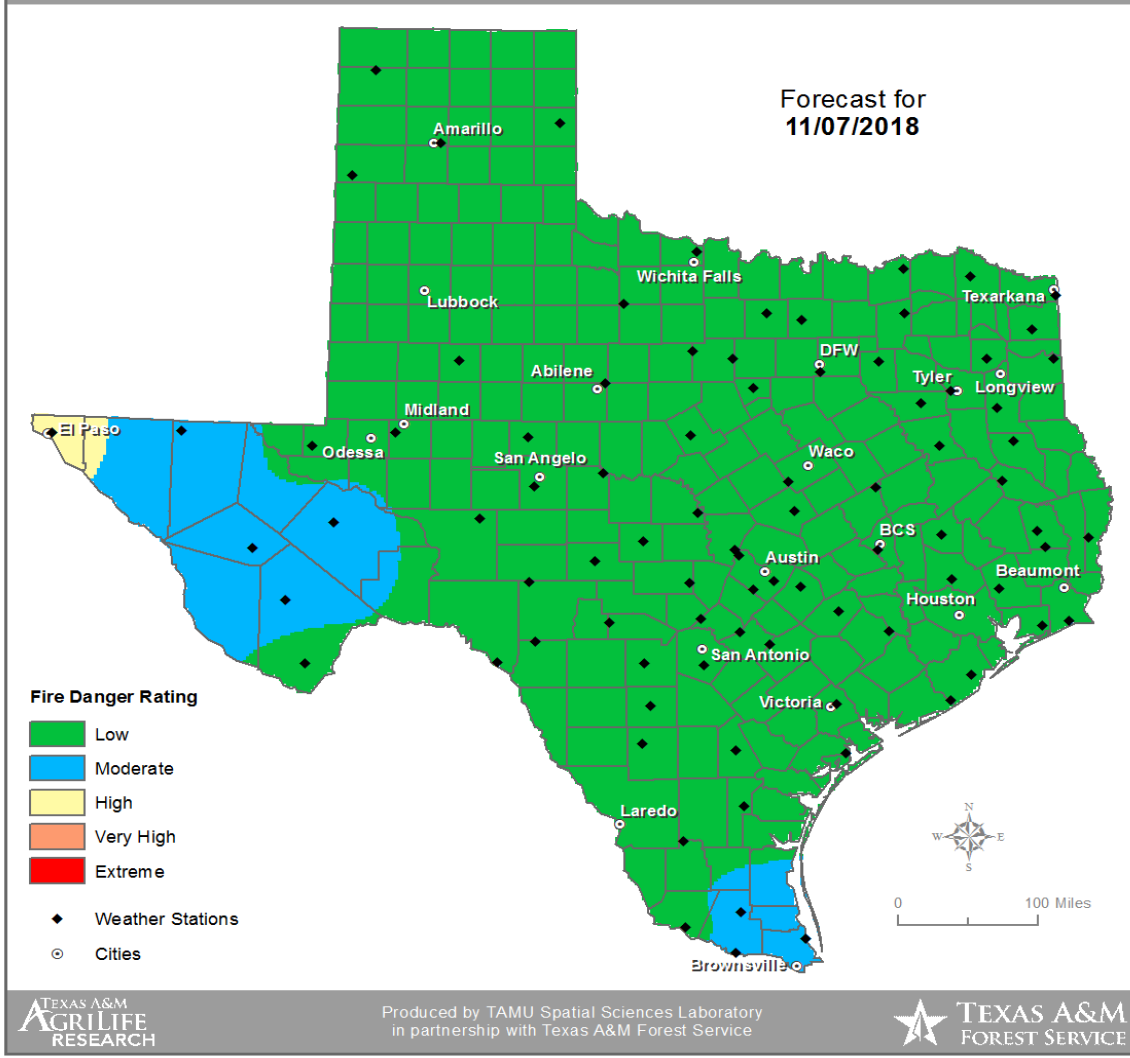 Forecast for
11/07/2018
Amarillo
Wichita Falls
Lubbock
Texarkana
DFW
Abilene
Tyler
Longview
Midland
El Paso
Odessa
Waco
San Angelo
BCS
Austin
Beaumont
Houston
San Antonio
Victoria
Laredo
Brownsville
Fire Danger Rating
Low
Moderate
High
Very High
Extreme
Weather Stations
Cities
N
W E
S
0 100 Miles
TEXAS A&M
AGRILIFE
RESEARCH
Produced by TAMU Spatial Sciences Laboratory
in partnership with Texas A&M Forest Service
TEXAS A&M
FOREST SERVICE